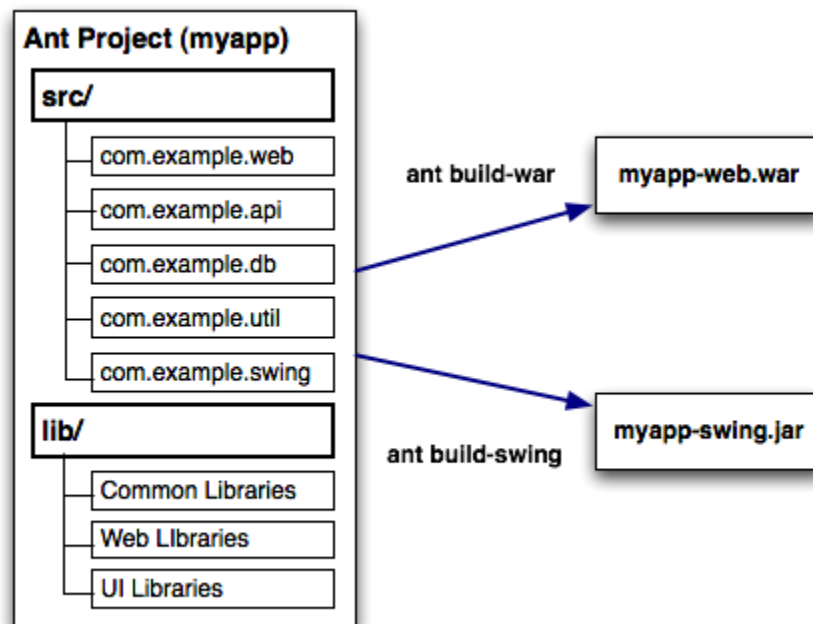 Ant Project (myapp)
src/
com.example.web
com.example.api
com.example.db
com.example.util
com.example.swing
lib/
Common Libraries
Web LIbraries
UI Libraries
ant build-war
myapp-web.war
ant build-swing
myapp-swing.jar